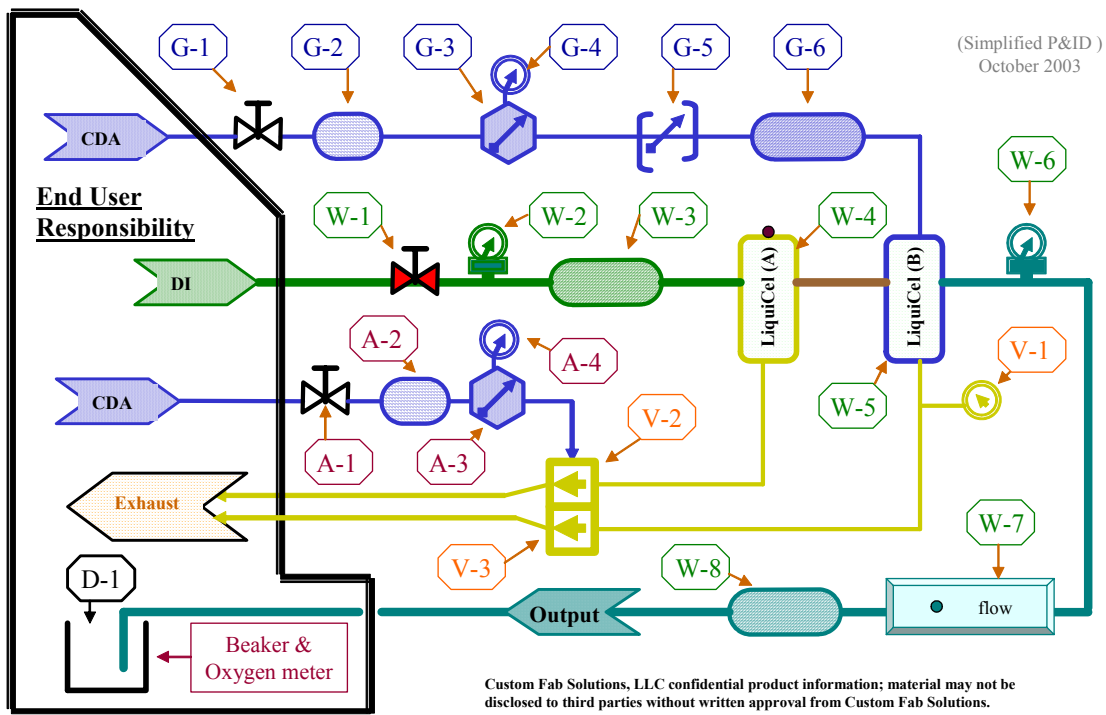 G-1
G-2
G-3
G-4
G-5
G-6
(Simplified P&ID )
October 2003
CDA
W-6
End User
Responsibility
W-1
W-2
W-3
W-4
LiquiCel (A)
LiquiCel (B)
DI
A-2
A-4
V-1
CDA
W-5
V-2
A-1
A-3
Exhaust
W-7
V-3
W-8
D-1
Output
flow
Beaker &
Oxygen meter
Custom Fab Solutions, LLC confidential product information; material may not be
disclosed to third parties without written approval from Custom Fab Solutions.